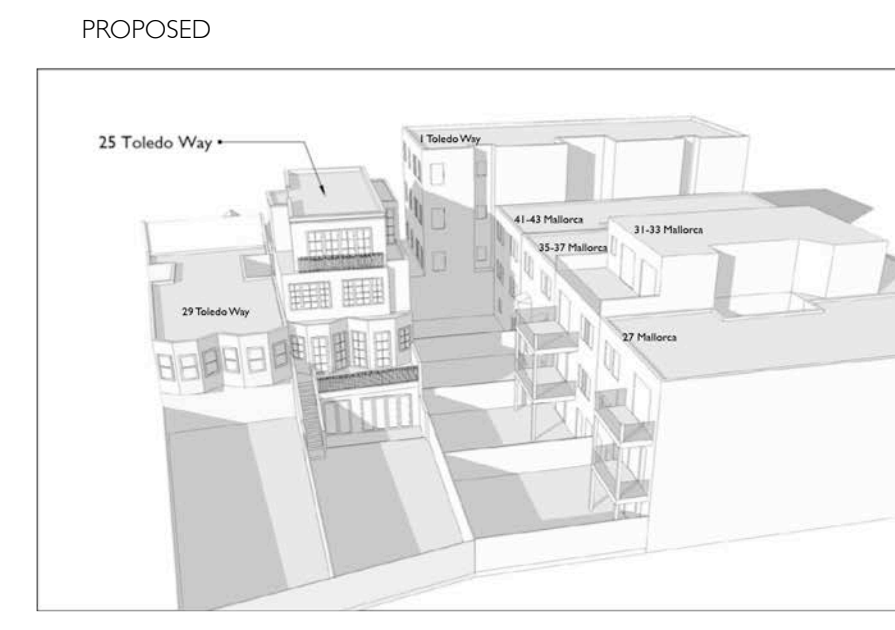 PROPOSED
25 Toledo Way
1 Toledo Way
41-43 Mallorca
31-33 Mallorca
35-37 Mallorca
29 Toledo Way
27 Mallorca